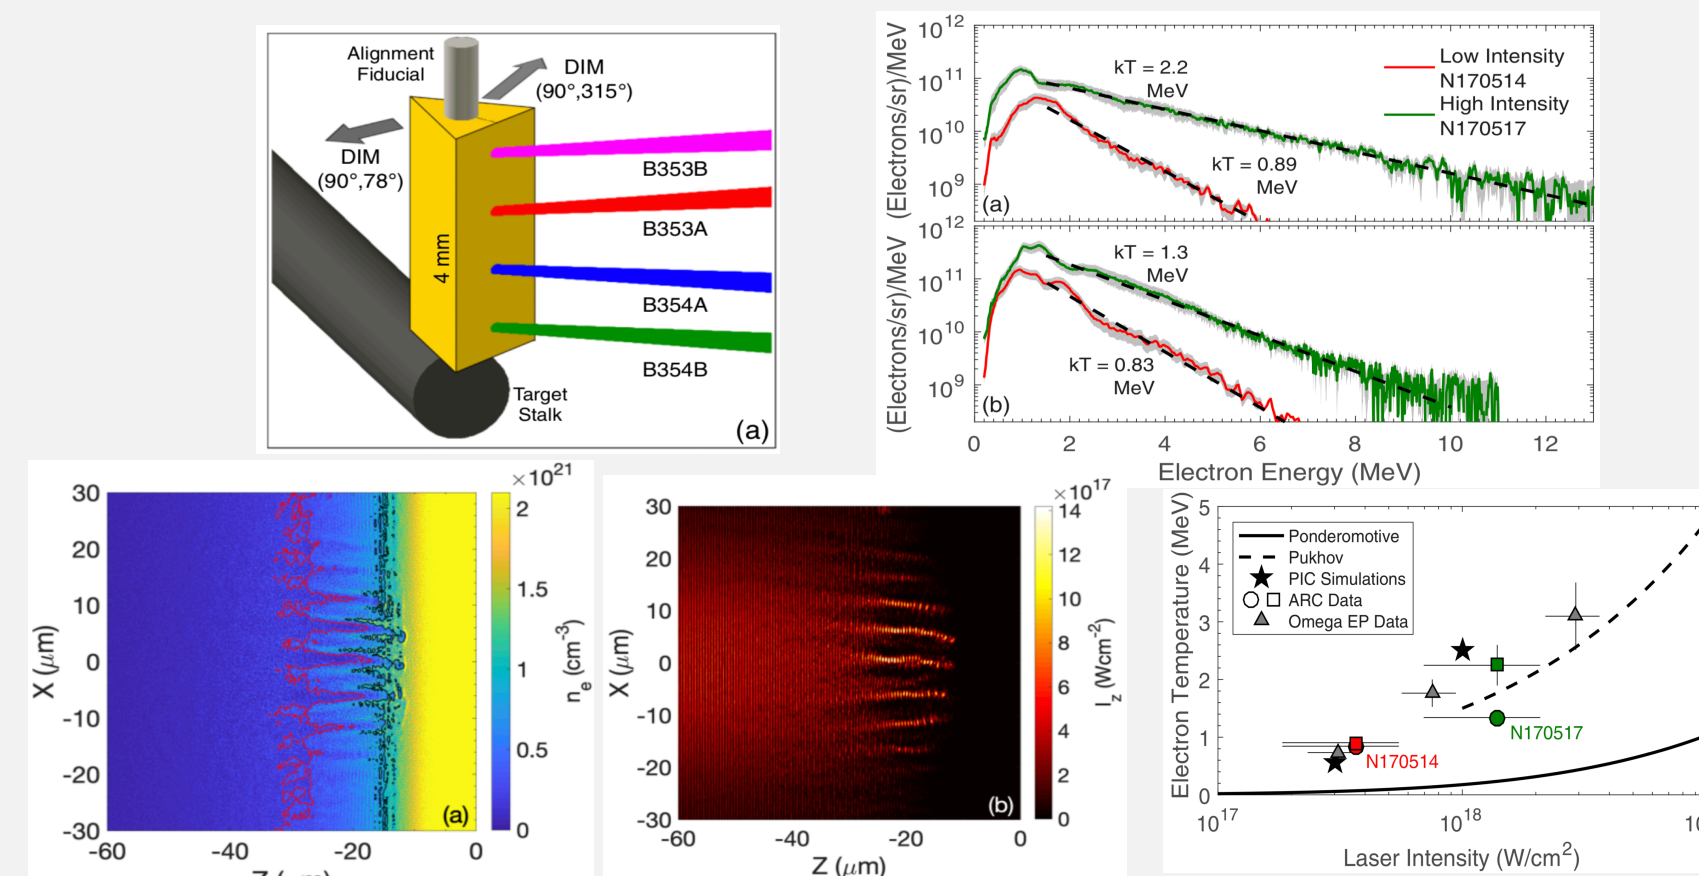 Alignment
Fiducial
DIM
(90°,315°)
DIM
(90°,78°)
B353B
B353A
B354A
B354B
4 mm
Target
Stalk
(a)
(Electrons/sr)/MeV
10^12
10^11
10^10
10^9
kT = 2.2
MeV
kT = 0.89
MeV
Low Intensity
N170514
High Intensity
N170517
(a)
(Electrons/sr)/MeV
10^12
10^11
10^10
10^9
kT = 1.3
MeV
kT = 0.83
MeV
(b)
0 2 4 6 8 10 12
Electron Energy (MeV)
×10^21
X (μm)
30
20
10
0
-10
-20
-30
-60 -40 -20 0
(a)
2
1.5
1
0.5
0
n_e (cm^-3)
×10^17
X (μm)
30
20
10
0
-10
-20
-30
-60 -40 -20 0
Z (μm)
(b)
14
12
10
8
6
4
2
0
I_z (Wcm^-2)
Electron Temperature (MeV)
5
4
3
2
1
0
Ponderomotive
Pukhov
PIC Simulations
ARC Data
Omega EP Data
N170517
N170514
10^17 10^18
Laser Intensity (W/cm^2)